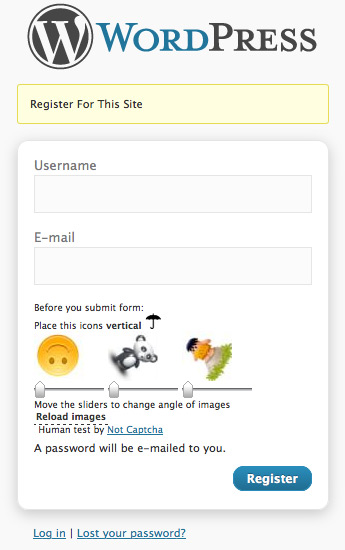 WORDPRESS
Register For This Site
Username
E-mail
Before you submit form:
Place this icons vertical
Move the sliders to change angle of images
Reload images
Human test by Not Captcha
A password will be e-mailed to you.
Register
Log in | Lost your password?